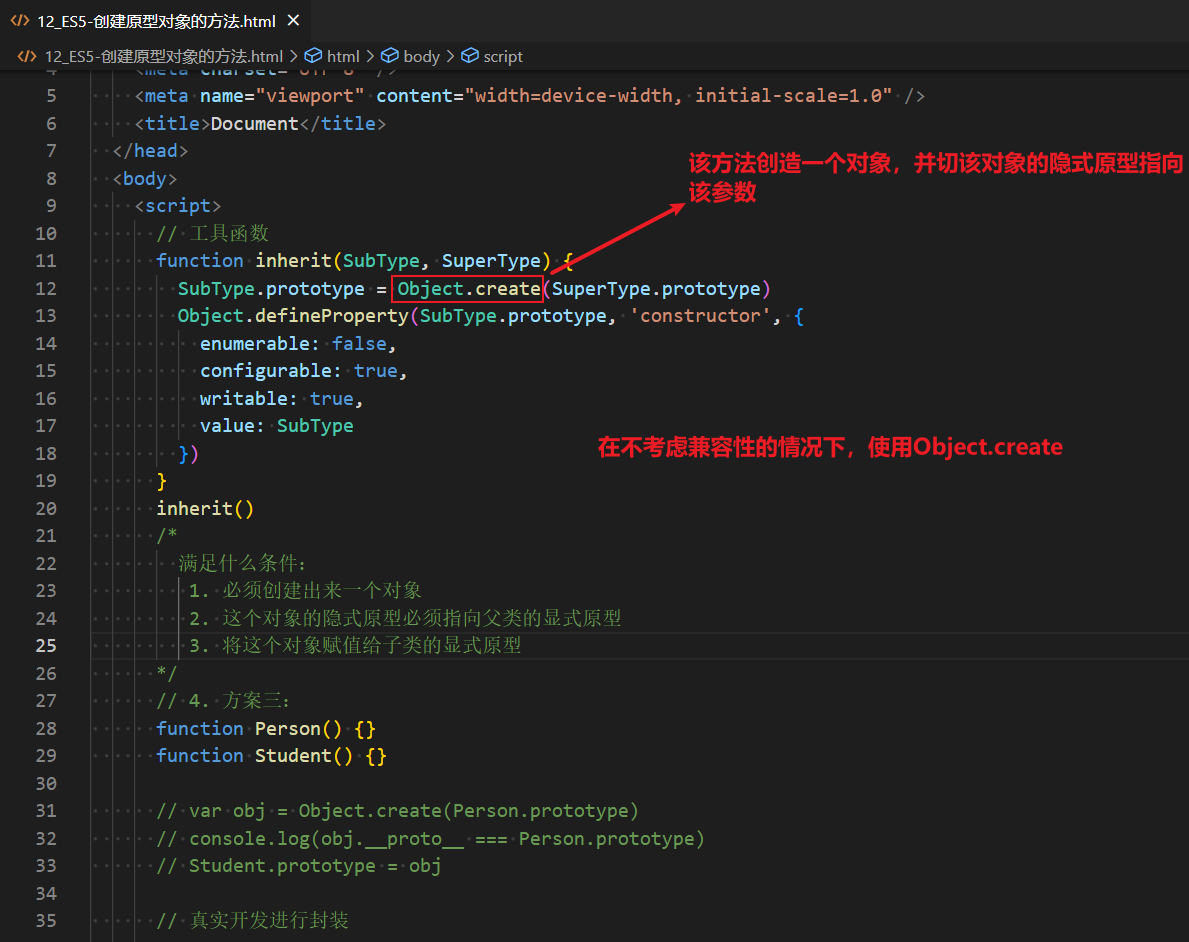 12_ES5-创建原型对象的方法.html
12_ES5-创建原型对象的方法.html > html > body > script
5 <meta name="viewport" content="width=device-width, initial-scale=1.0" />
6 <title>Document</title>
7 </head>
该方法创造一个对象，并切该对象的隐式原型指向
该参数
8 <body>
9 <script>
10 // 工具函数
11 function inherit(SubType, SuperType) {
12 SubType.prototype = Object.create(SuperType.prototype)
13 Object.defineProperty(SubType.prototype, 'constructor', {
14 enumerable: false,
15 configurable: true,
16 writable: true,
17 value: SubType
在不考虑兼容性的情况下，使用Object.create
18 })
19 }
20 inherit()
21 /*
22 满足什么条件:
23 1. 必须创建出来一个对象
24 2. 这个对象的隐式原型必须指向父类的显式原型
25 3. 将这个对象赋值给子类的显式原型
26 */
27 // 4. 方案三:
28 function Person() {}
29 function Student() {}
30
31 // var obj = Object.create(Person.prototype)
32 // console.log(obj.__proto__ === Person.prototype)
33 // Student.prototype = obj
34
35 // 真实开发进行封装